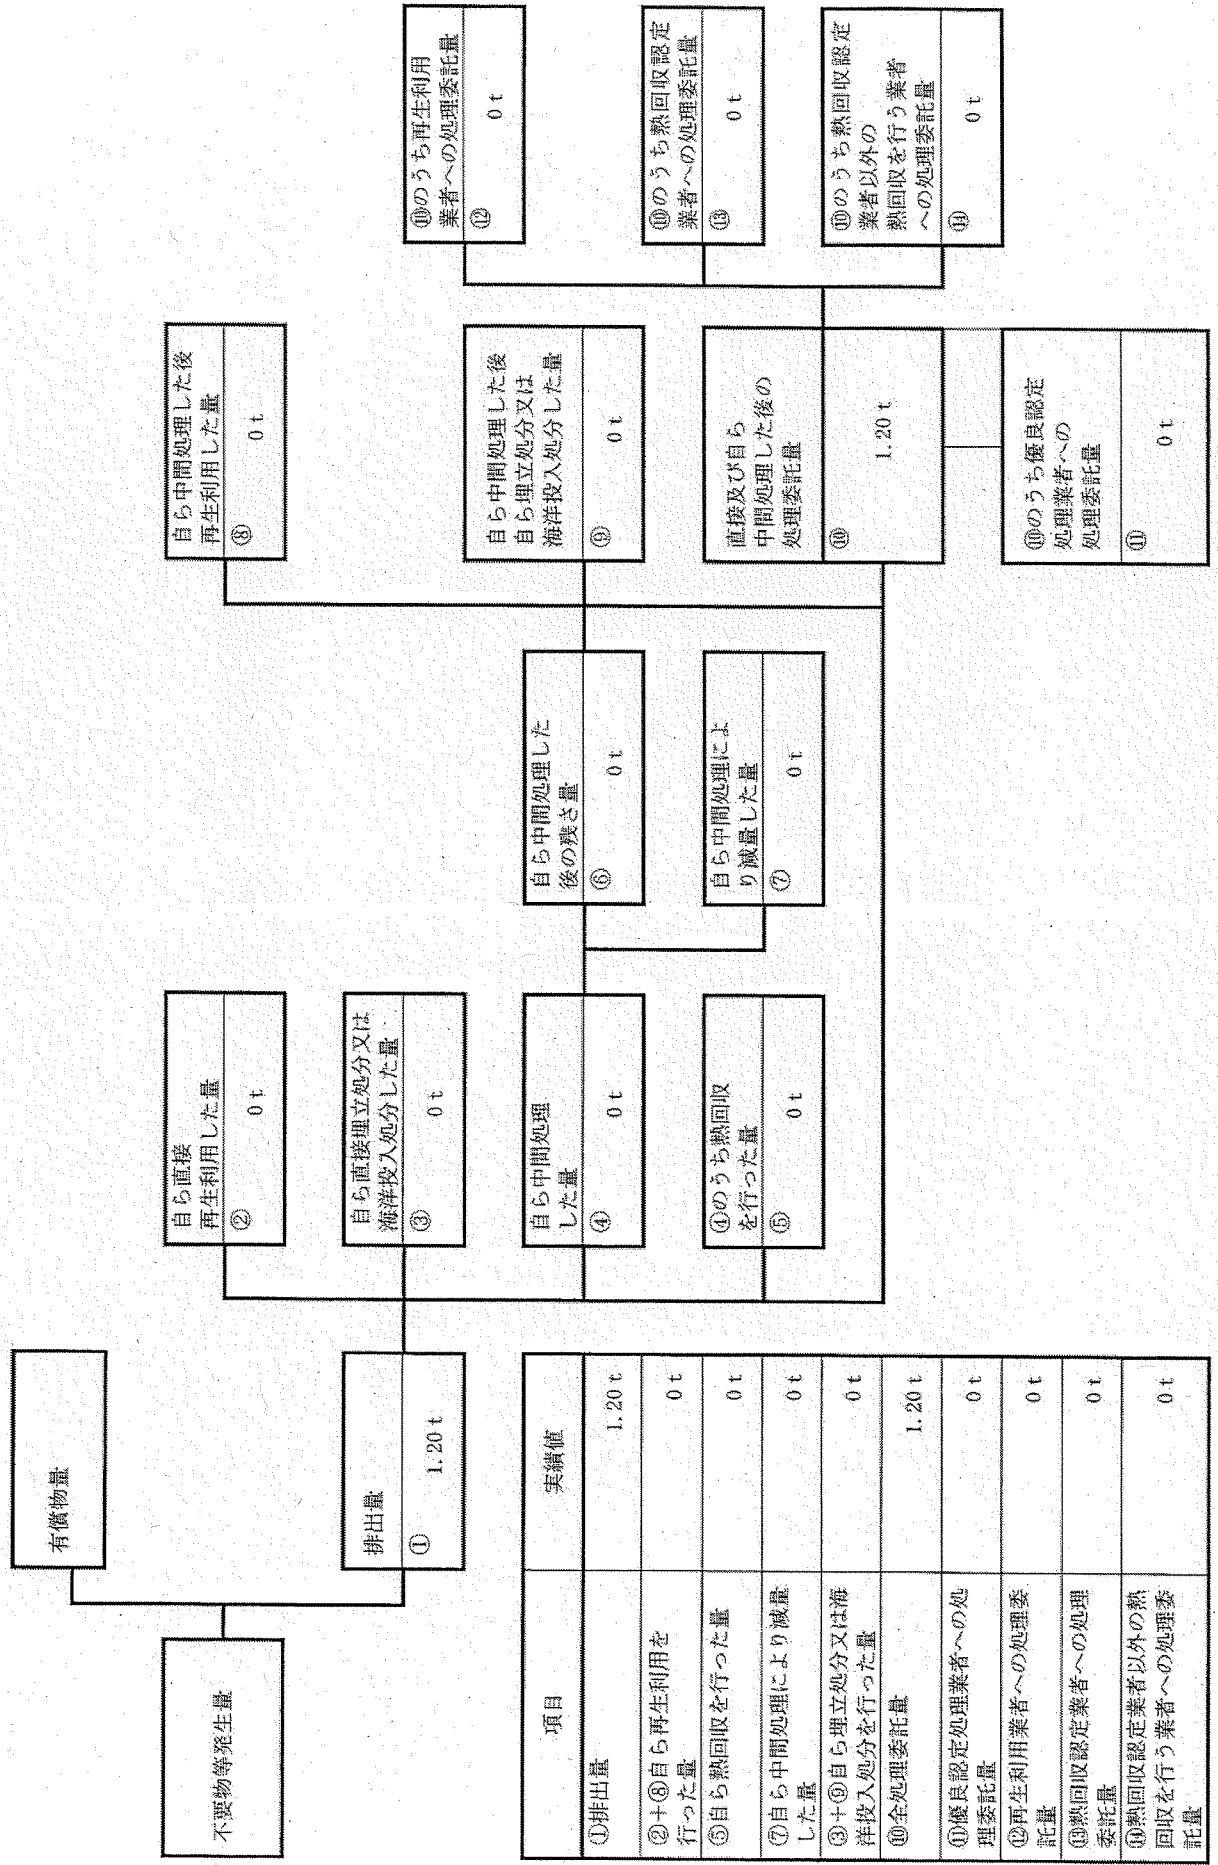 不要物等発生量
有償物量
排出量
①
1.20 t
自ら直接
再生利用した量
②
0 t
自ら直接埋立処分又は
海洋投入処分した量
③
0 t
自ら中間処理
した量
④
0 t
④のうち熱回収
を行った量
⑤
0 t
自ら中間処理した
後の残さ量
⑥
0 t
自ら中間処理によ
り減量した量
⑦
0 t
自ら中間処理した後
再生利用した量
⑧
0 t
自ら中間処理した後
自ら埋立処分又は
海洋投入処分した量
⑨
0 t
直接及び自ら
中間処理した後の
処理委託量
⑩
1.20 t
⑩のうち優良認定
処理業者への
処理委託量
⑪
0 t
⑩のうち再生利用
業者への処理委託量
⑫
0 t
⑩のうち熱回収認定
業者への処理委託量
⑬
0 t
⑩のうち熱回収認定
業者以外の
熱回収を行う業者
への処理委託量
⑭
0 t
項目
実績値
①排出量
1.20 t
②＋⑧自ら再生利用を
行った量
0 t
⑤自ら熱回収を行った量
0 t
⑦自ら中間処理により減量
した量
0 t
③＋⑨自ら埋立処分又は海
洋投入処分を行った量
0 t
⑩全処理委託量
1.20 t
⑪優良認定処理業者への処
理委託量
0 t
⑫再生利用業者への処理委
託量
0 t
⑬熱回収認定業者への処理
委託量
0 t
⑭熱回収認定業者以外の熱
回収を行う業者への処理委
託量
0 t